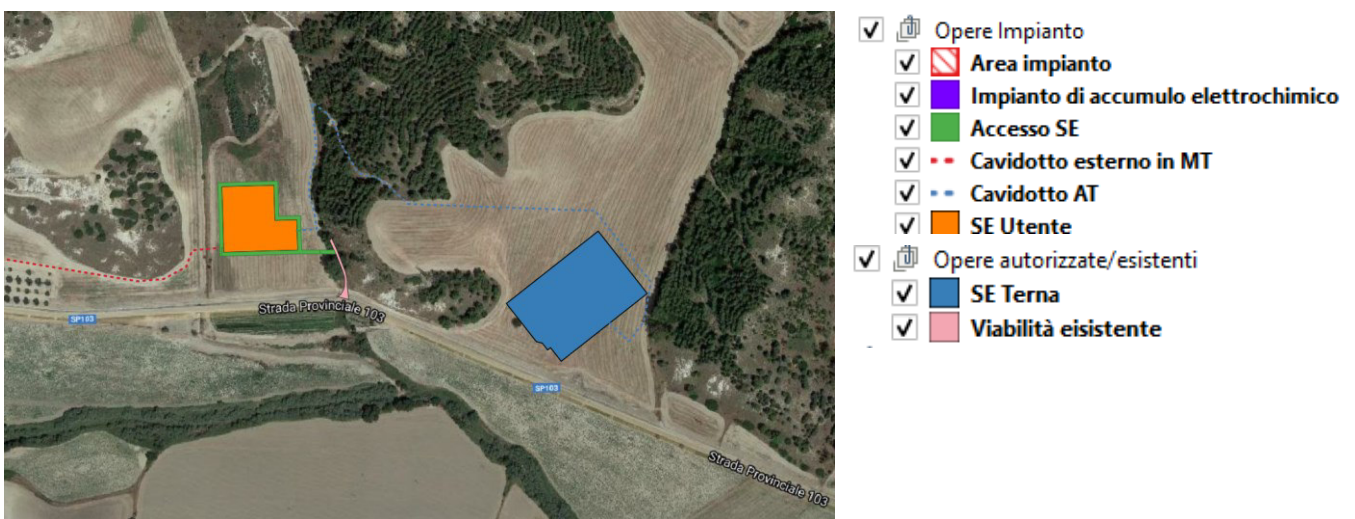 Strada Provinciale 103
SP103
SP103
Strada Provinciale 103
Opere Impianto
Area impianto
Impianto di accumulo elettrochimico
Accesso SE
Cavidotto esterno in MT
Cavidotto AT
SE Utente
Opere autorizzate/esistenti
SE Terna
Viabilità eisistente